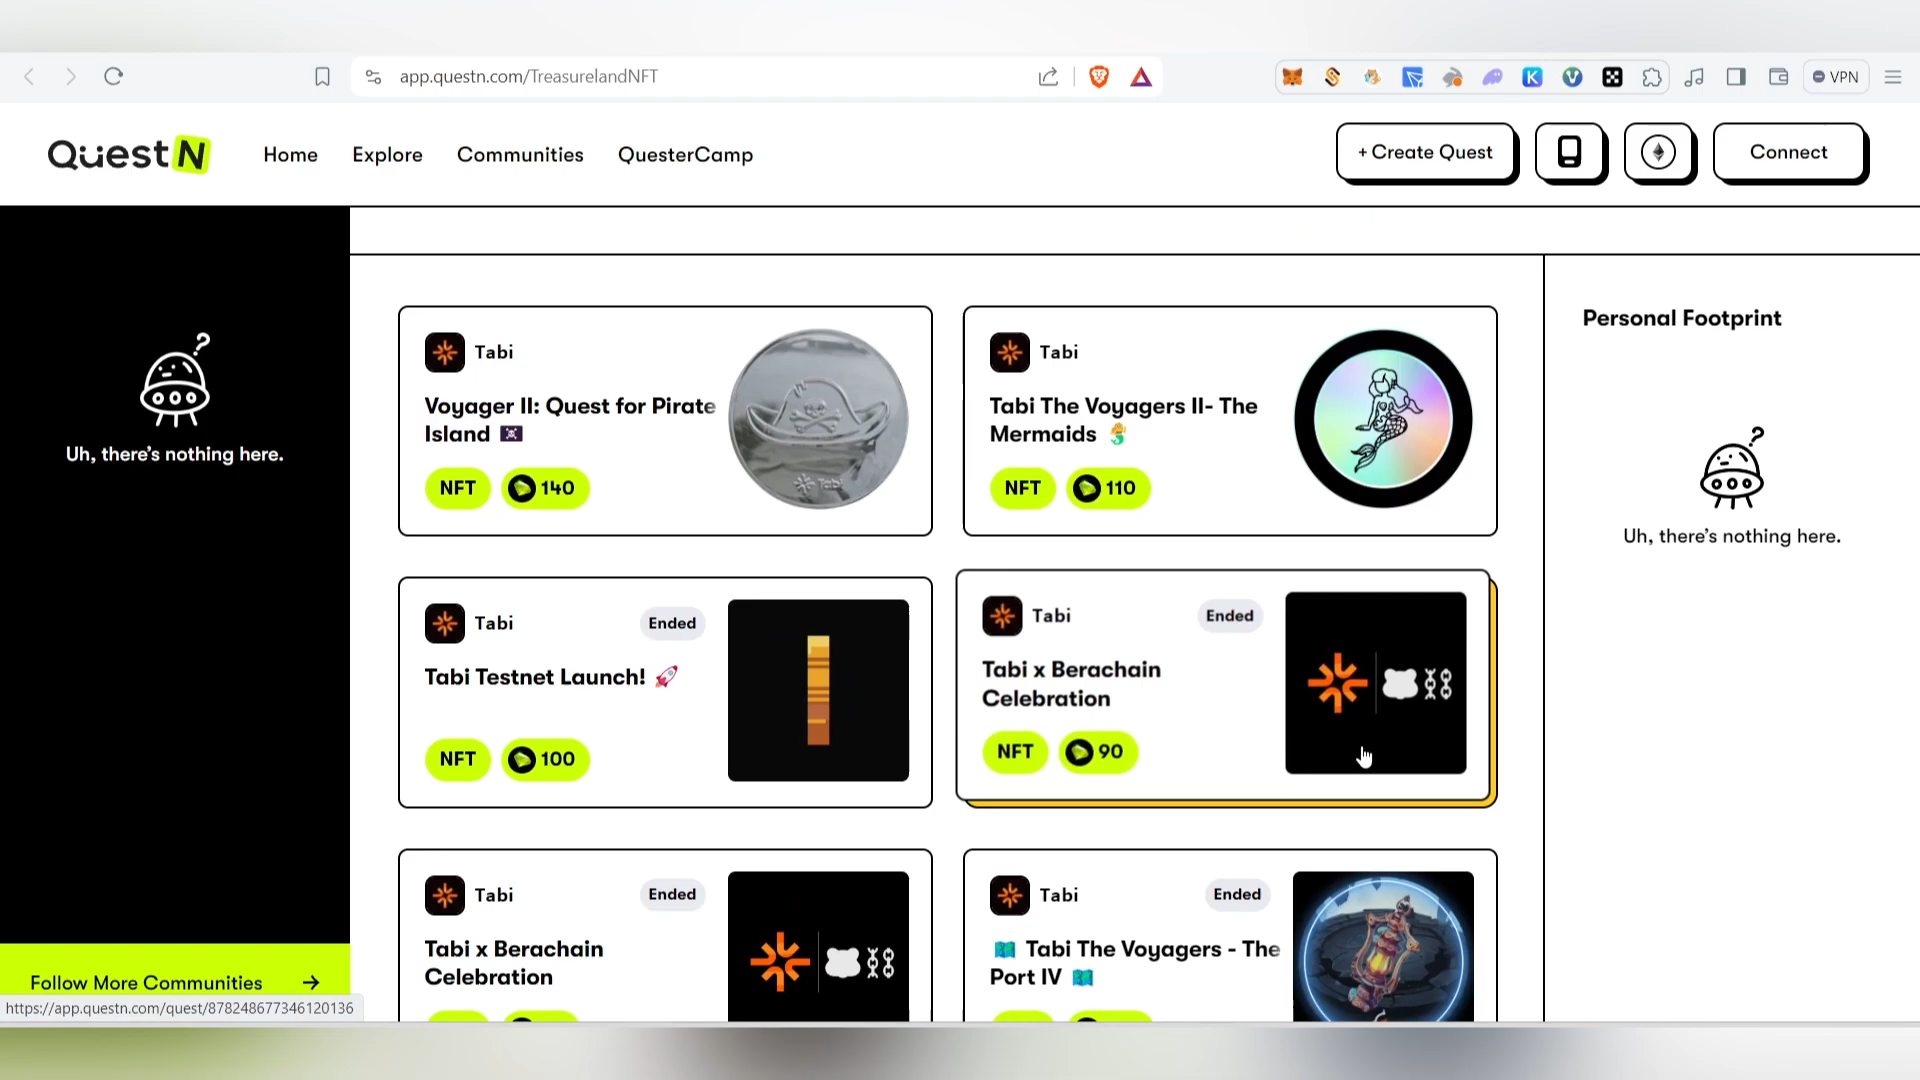 app.questn.com/TreasurelandNFT
VPN
QuestN
Home
Explore
Communities
QuesterCamp
+ Create Quest
Connect
Uh, there's nothing here.
Follow More Communities →
https://app.questn.com/quest/878248677346120136
Tabi
Voyager II: Quest for Pirate
Island
NFT
140
Tabi
Tabi
Tabi The Voyagers II- The
Mermaids
NFT
110
Tabi
Ended
Tabi Testnet Launch! 🚀
NFT
100
Tabi
Ended
Tabi x Berachain
Celebration
NFT
90
Tabi
Ended
Tabi x Berachain
Celebration
Tabi
Ended
Tabi The Voyagers - The
Port IV
Personal Footprint
Uh, there's nothing here.